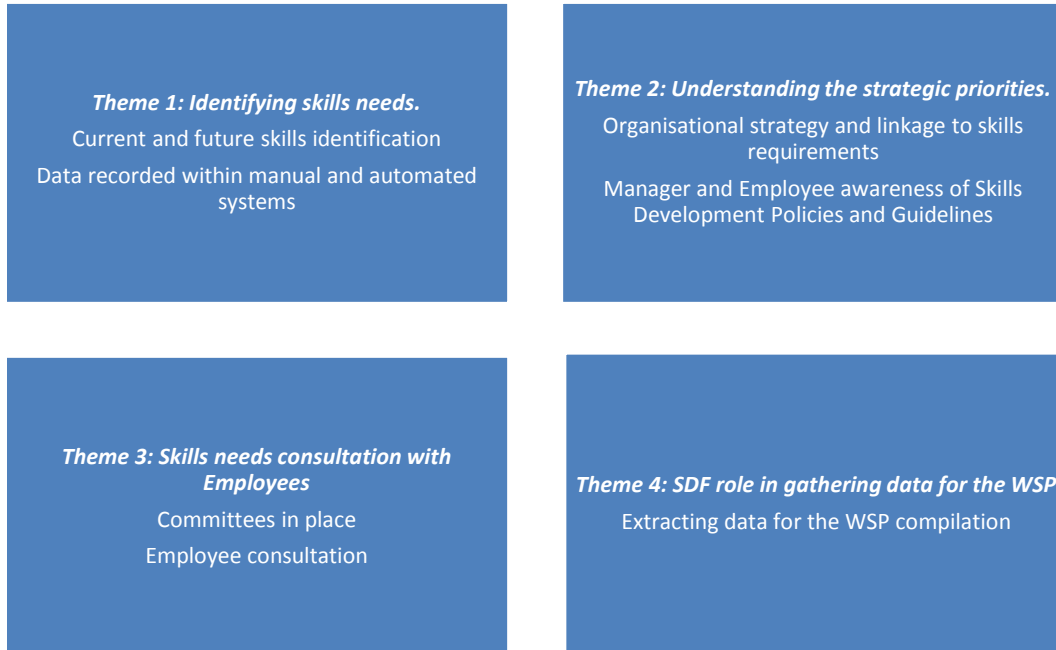 Theme 1: Identifying skills needs.
Current and future skills identification
Data recorded within manual and automated
systems
Theme 2: Understanding the strategic priorities.
Organisational strategy and linkage to skills
requirements
Manager and Employee awareness of Skills
Development Policies and Guidelines
Theme 3: Skills needs consultation with
Employees
Committees in place
Employee consultation
Theme 4: SDF role in gathering data for the WSP
Extracting data for the WSP compilation